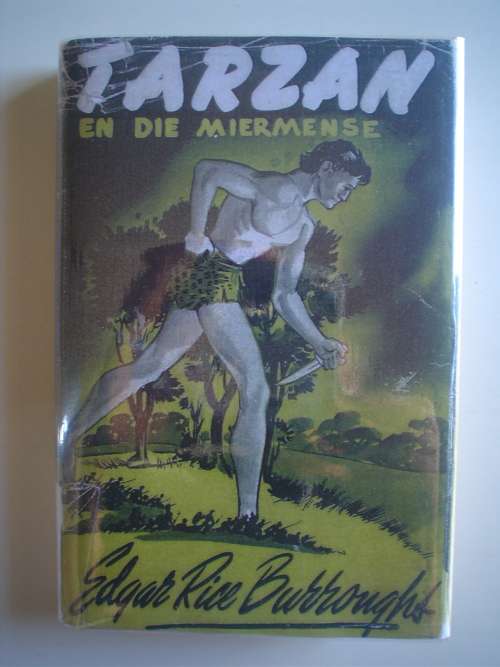 TARZAN
EN DIE MIERMENSE
Edgar Rice Burroughs